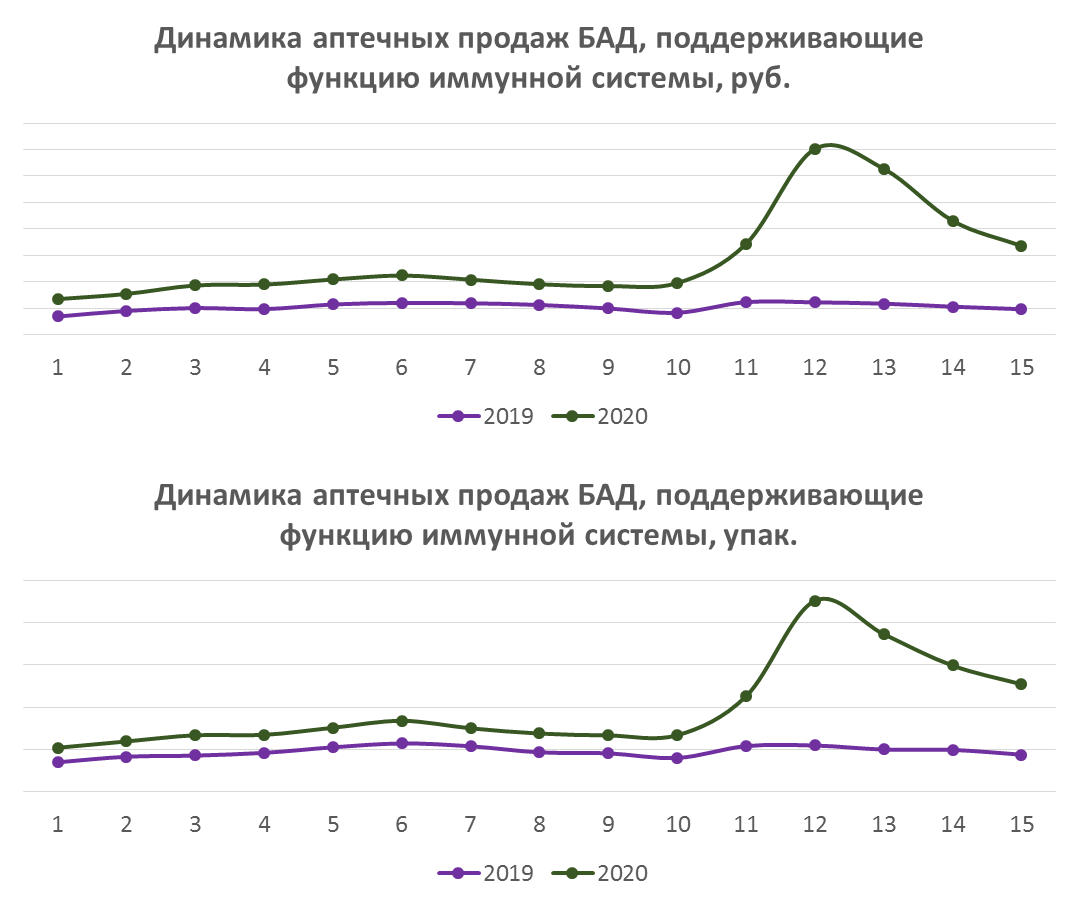 Динамика аптечных продаж БАД, поддерживающие
функцию иммунной системы, руб.
1 2 3 4 5 6 7 8 9 10 11 12 13 14 15
2019 2020
Динамика аптечных продаж БАД, поддерживающие
функцию иммунной системы, упак.
1 2 3 4 5 6 7 8 9 10 11 12 13 14 15
2019 2020